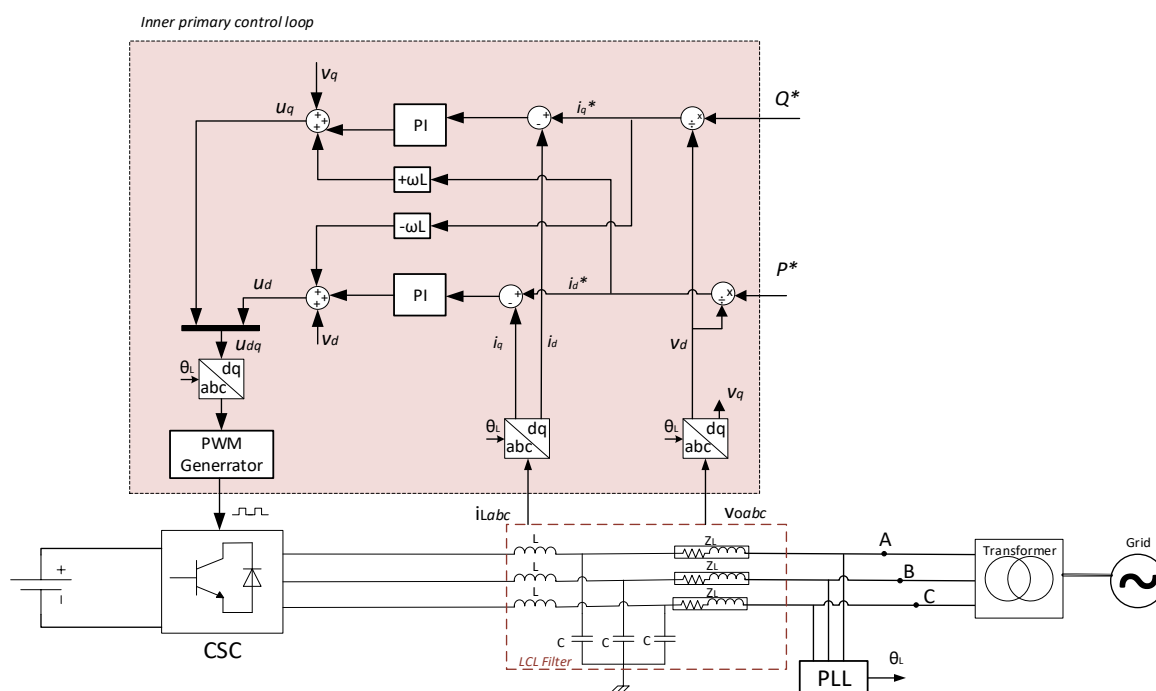 Inner primary control loop
vq
uq
+
+
+
PI
+
-
iq*
x
÷
Q*
+ωL
-ωL
ud
+
+
+
vd
PI
+
-
id*
x
÷
P*
iq
id
vd
udq
θL
dq
abc
vq
θL
dq
abc
θL
dq
abc
PWM
Generrator
iLabc
voabc
L
ZL
A
Transformer
Grid
L
ZL
B
L
ZL
C
+
−
CSC
C
C
C
LCL Filter
PLL
θL